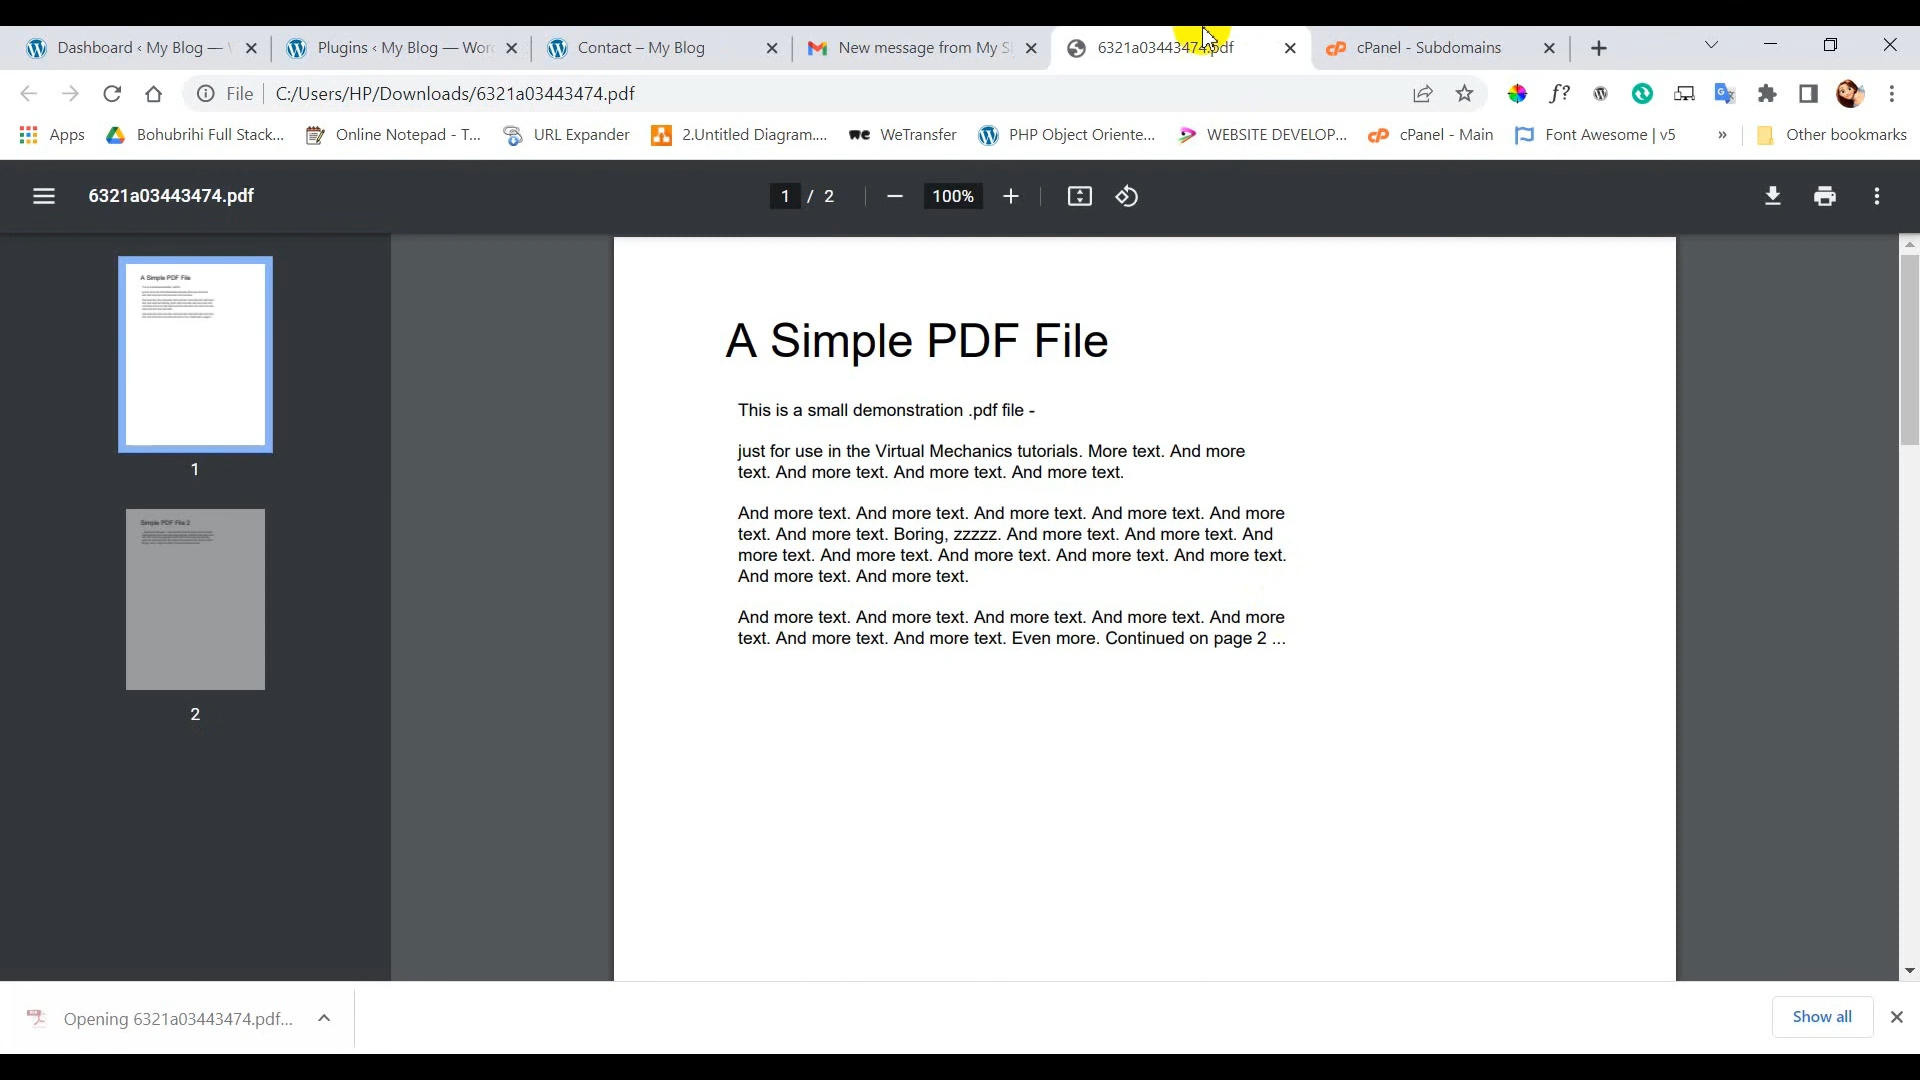 Dashboard ‹ My Blog —
Plugins ‹ My Blog — Wor
Contact – My Blog
New message from My S
6321a03443474.pdf
cPanel - Subdomains
File
C:/Users/HP/Downloads/6321a03443474.pdf
Apps
Bohubrihi Full Stack...
Online Notepad - T...
URL Expander
2.Untitled Diagram....
WeTransfer
PHP Object Oriente...
WEBSITE DEVELOP...
cPanel - Main
Font Awesome | v5
»
Other bookmarks
6321a03443474.pdf
1 / 2
100%
A Simple PDF File
1
Simple PDF File 2
2
A Simple PDF File
This is a small demonstration .pdf file -
just for use in the Virtual Mechanics tutorials. More text. And more
text. And more text. And more text. And more text.
And more text. And more text. And more text. And more text. And more
text. And more text. Boring, zzzzz. And more text. And more text. And
more text. And more text. And more text. And more text. And more text.
And more text. And more text.
And more text. And more text. And more text. And more text. And more
text. And more text. And more text. Even more. Continued on page 2 ...
Opening 6321a03443474.pdf...
Show all